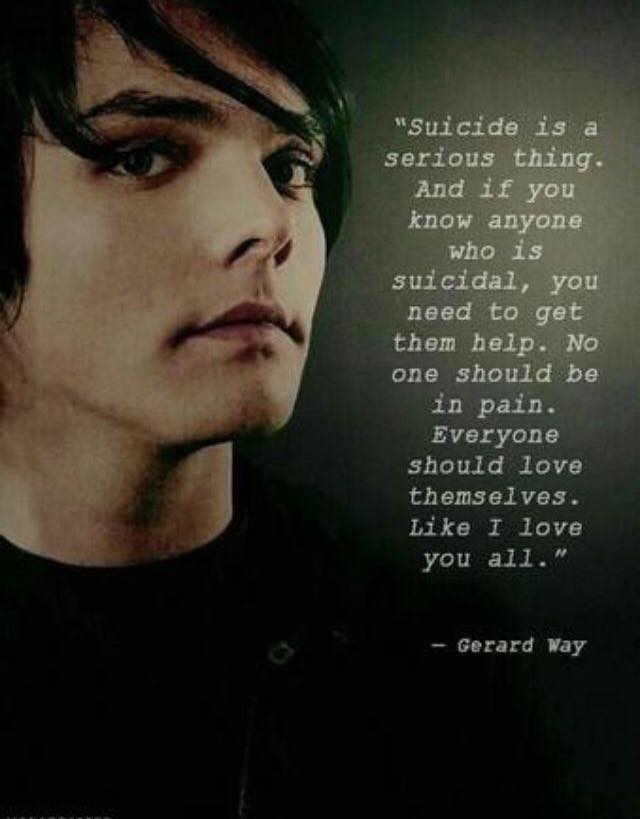 "Suicide is a
serious thing.
And if you
know anyone
who is
suicidal, you
need to get
them help. No
one should be
in pain.
Everyone
should love
themselves.
Like I love
you all."
— Gerard Way